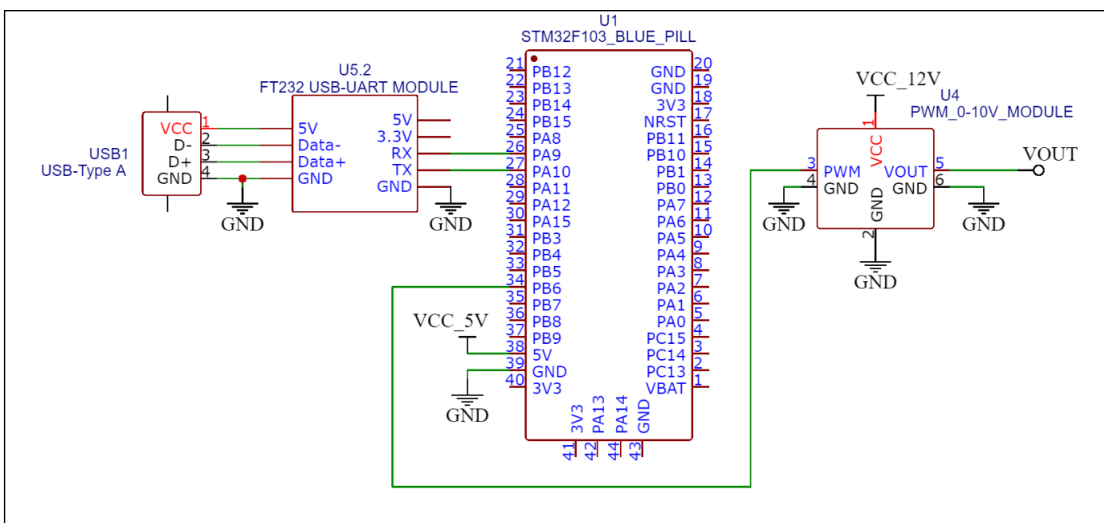 U1
STM32F103_BLUE_PILL
U5.2
FT232 USB-UART MODULE
USB1
USB-Type A
VCC 1
D- 2
D+ 3
GND 4
GND
5V
Data-
Data+
GND
5V
3.3V
RX
TX
GND
GND
21 PB12
22 PB13
23 PB14
24 PB15
25 PA8
26 PA9
27 PA10
28 PA11
29 PA12
30 PA15
31 PB3
32 PB4
33 PB5
34 PB6
35 PB7
36 PB8
37 PB9
38 5V
39 GND
40 3V3
VCC_5V
GND
GND 20
GND 19
3V3 18
NRST 17
PB11 16
PB10 15
PB1 14
PB0 13
PA7 12
PA6 11
PA5 10
PA4 9
PA3 8
PA2 7
PA1 6
PA0 5
PC15 4
PC14 3
PC13 2
VBAT 1
41 3V3
42 PA13
44 PA14
43 GND
VCC_12V
U4
PWM_0-10V_MODULE
1 VCC
3 PWM
4 GND
VOUT 5
GND 6
2 GND
GND
GND
GND
VOUT